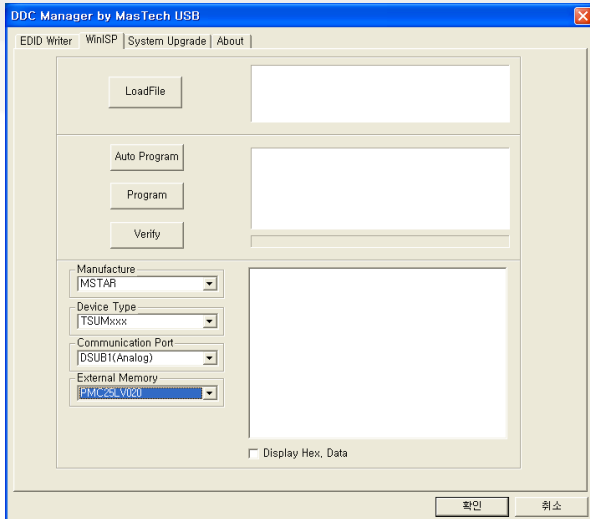 DDC Manager by MasTech USB
EDID Writer WinISP System Upgrade About
LoadFile
Auto Program
Program
Verify
Manufacture
MSTAR
Device Type
TSUMxxx
Communication Port
DSUB1(Analog)
External Memory
PMC25LV020
Display Hex, Data
확인 취소